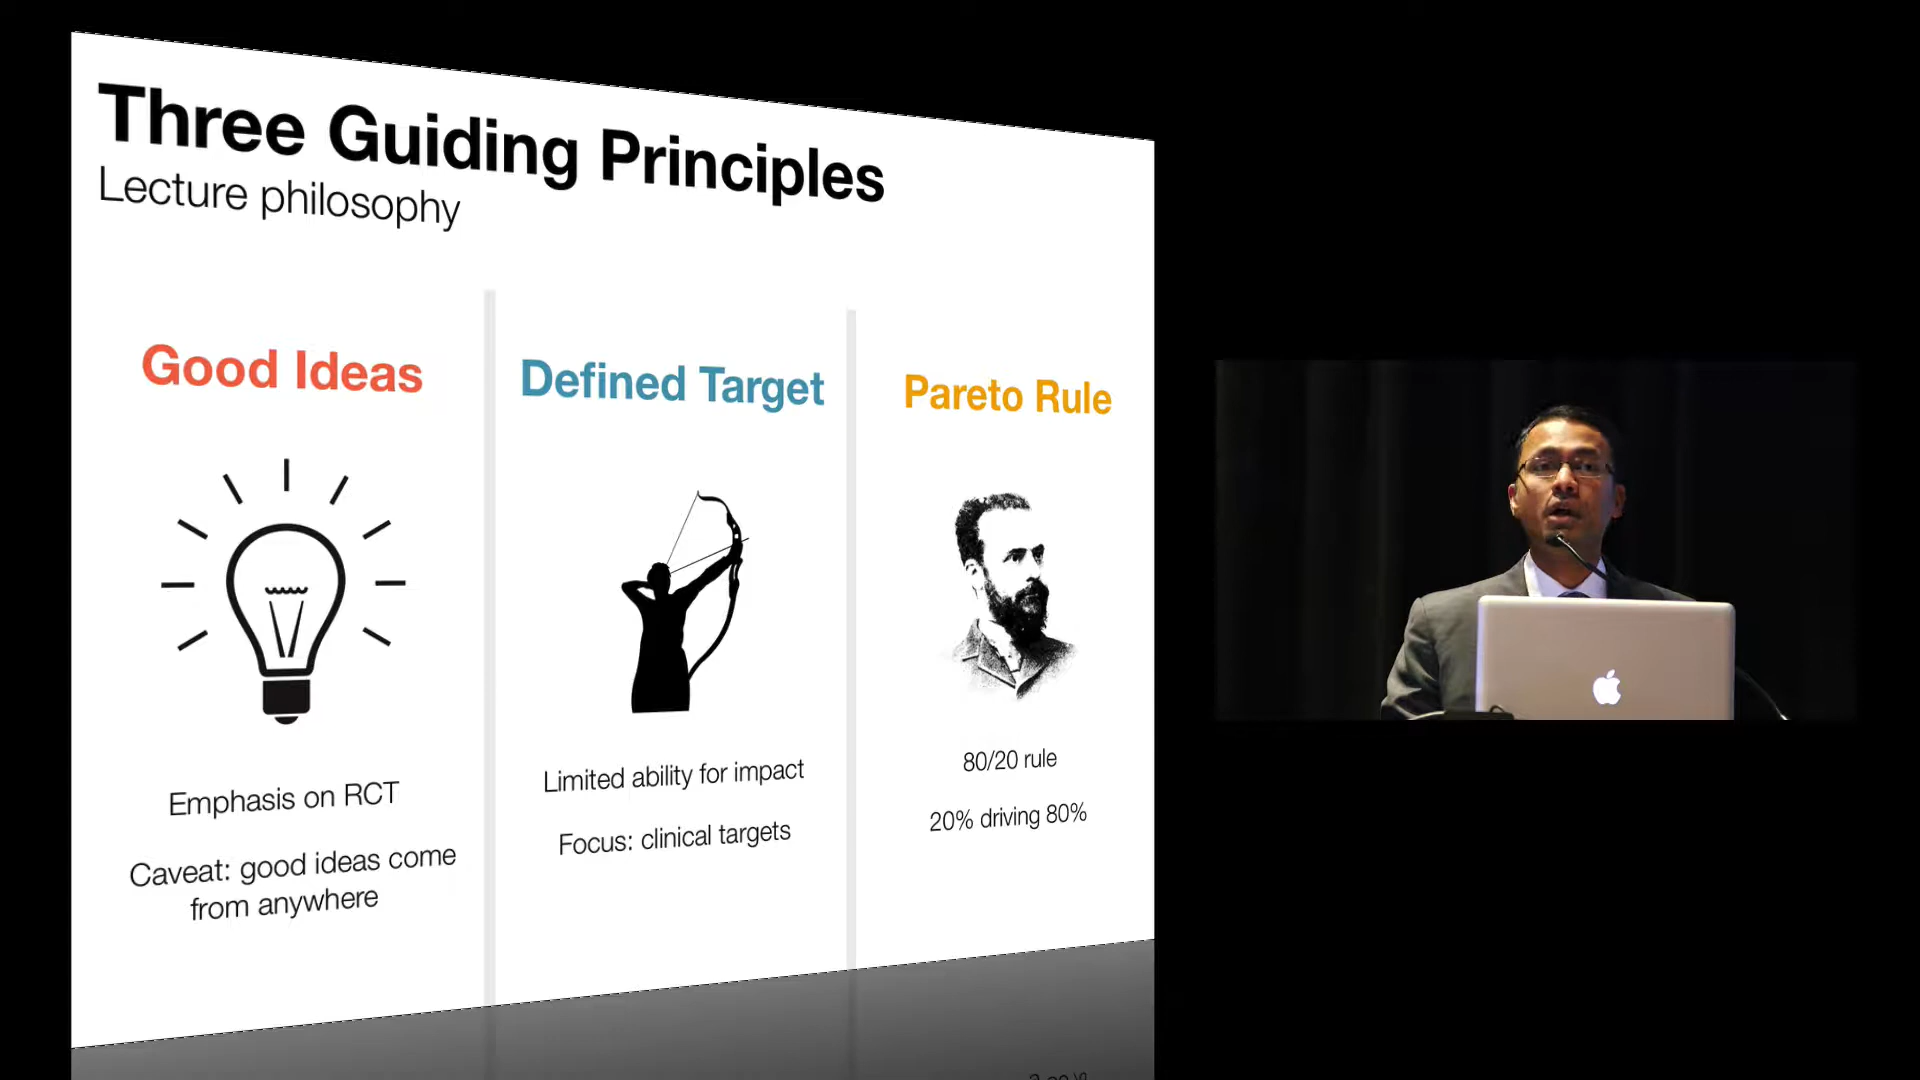 Three Guiding Principles
Lecture philosophy
Good Ideas
Emphasis on RCT
Caveat: good ideas come
from anywhere
Defined Target
Limited ability for impact
Focus: clinical targets
Pareto Rule
80/20 rule
20% driving 80%